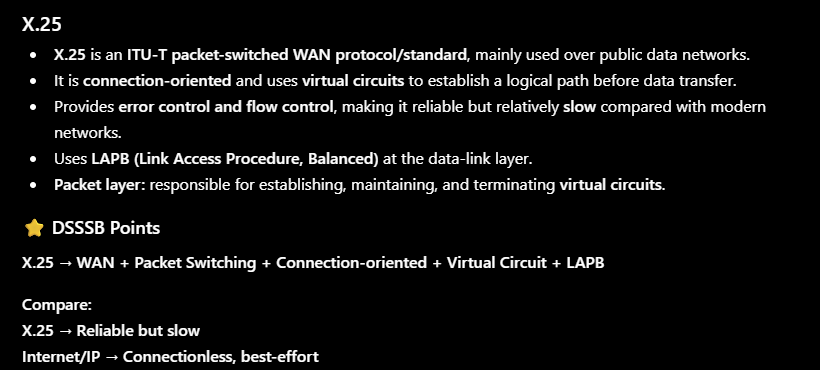 X.25
• X.25 is an ITU-T packet-switched WAN protocol/standard, mainly used over public data networks.
• It is connection-oriented and uses virtual circuits to establish a logical path before data transfer.
• Provides error control and flow control, making it reliable but relatively slow compared with modern
networks.
• Uses LAPB (Link Access Procedure, Balanced) at the data-link layer.
• Packet layer: responsible for establishing, maintaining, and terminating virtual circuits.
⭐ DSSSB Points
X.25 → WAN + Packet Switching + Connection-oriented + Virtual Circuit + LAPB
Compare:
X.25 → Reliable but slow
Internet/IP → Connectionless, best-effort